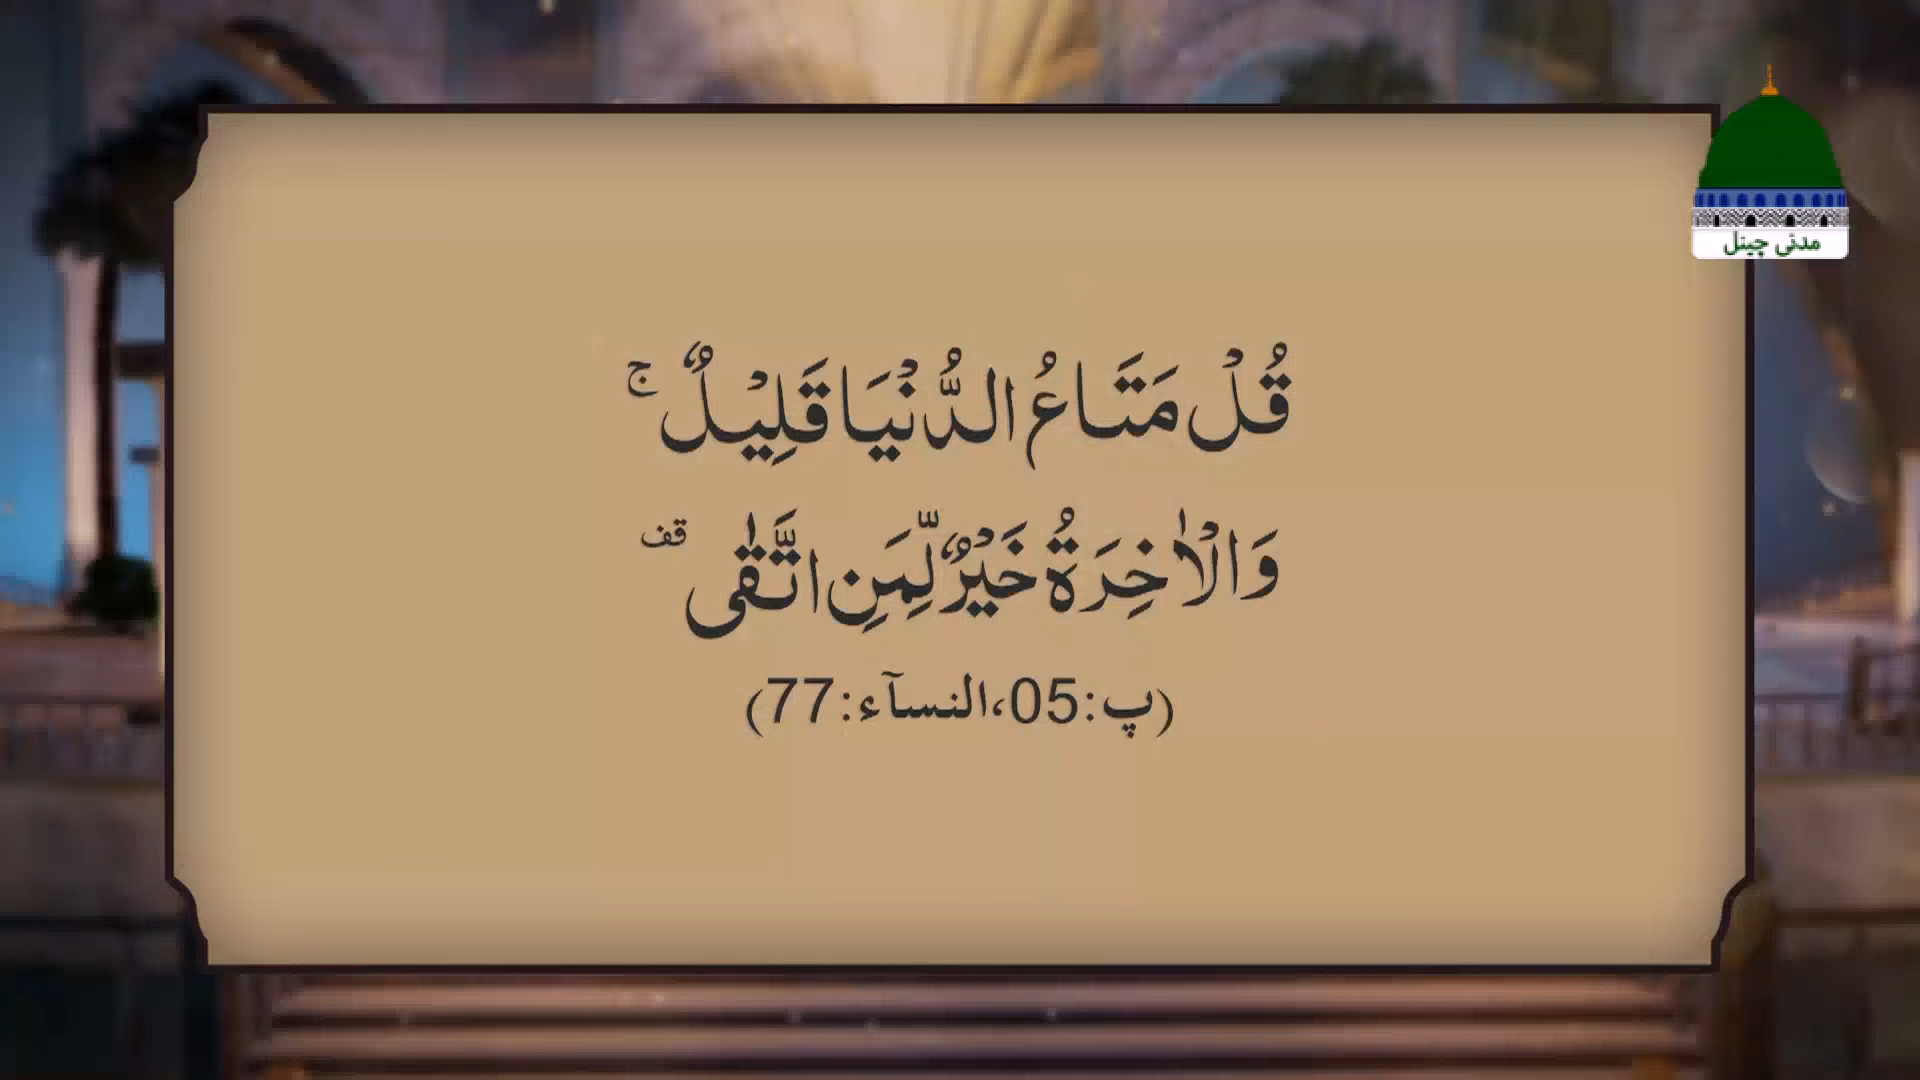 مدنی چینل
قُلْ مَتَاعُ الدُّنْيَا قَلِيْلٌ ۚ
وَالْاٰخِرَةُ خَيْرٌ لِّمَنِ اتَّقٰى ۫
(پ:05،النسآء:77)